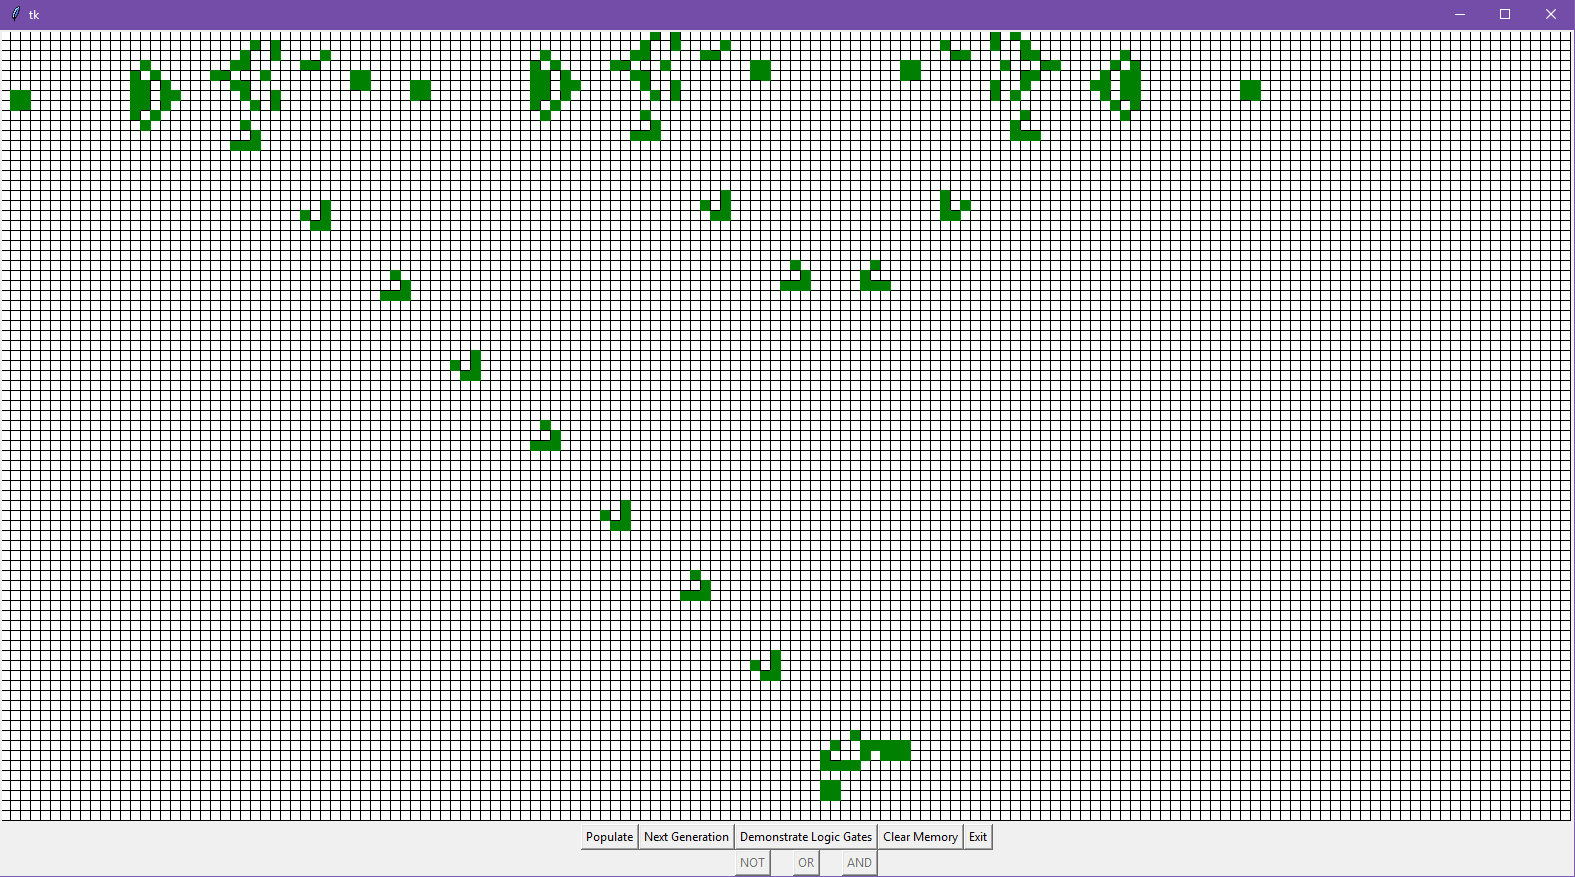 tk
Populate Next Generation Demonstrate Logic Gates Clear Memory Exit
NOT OR AND